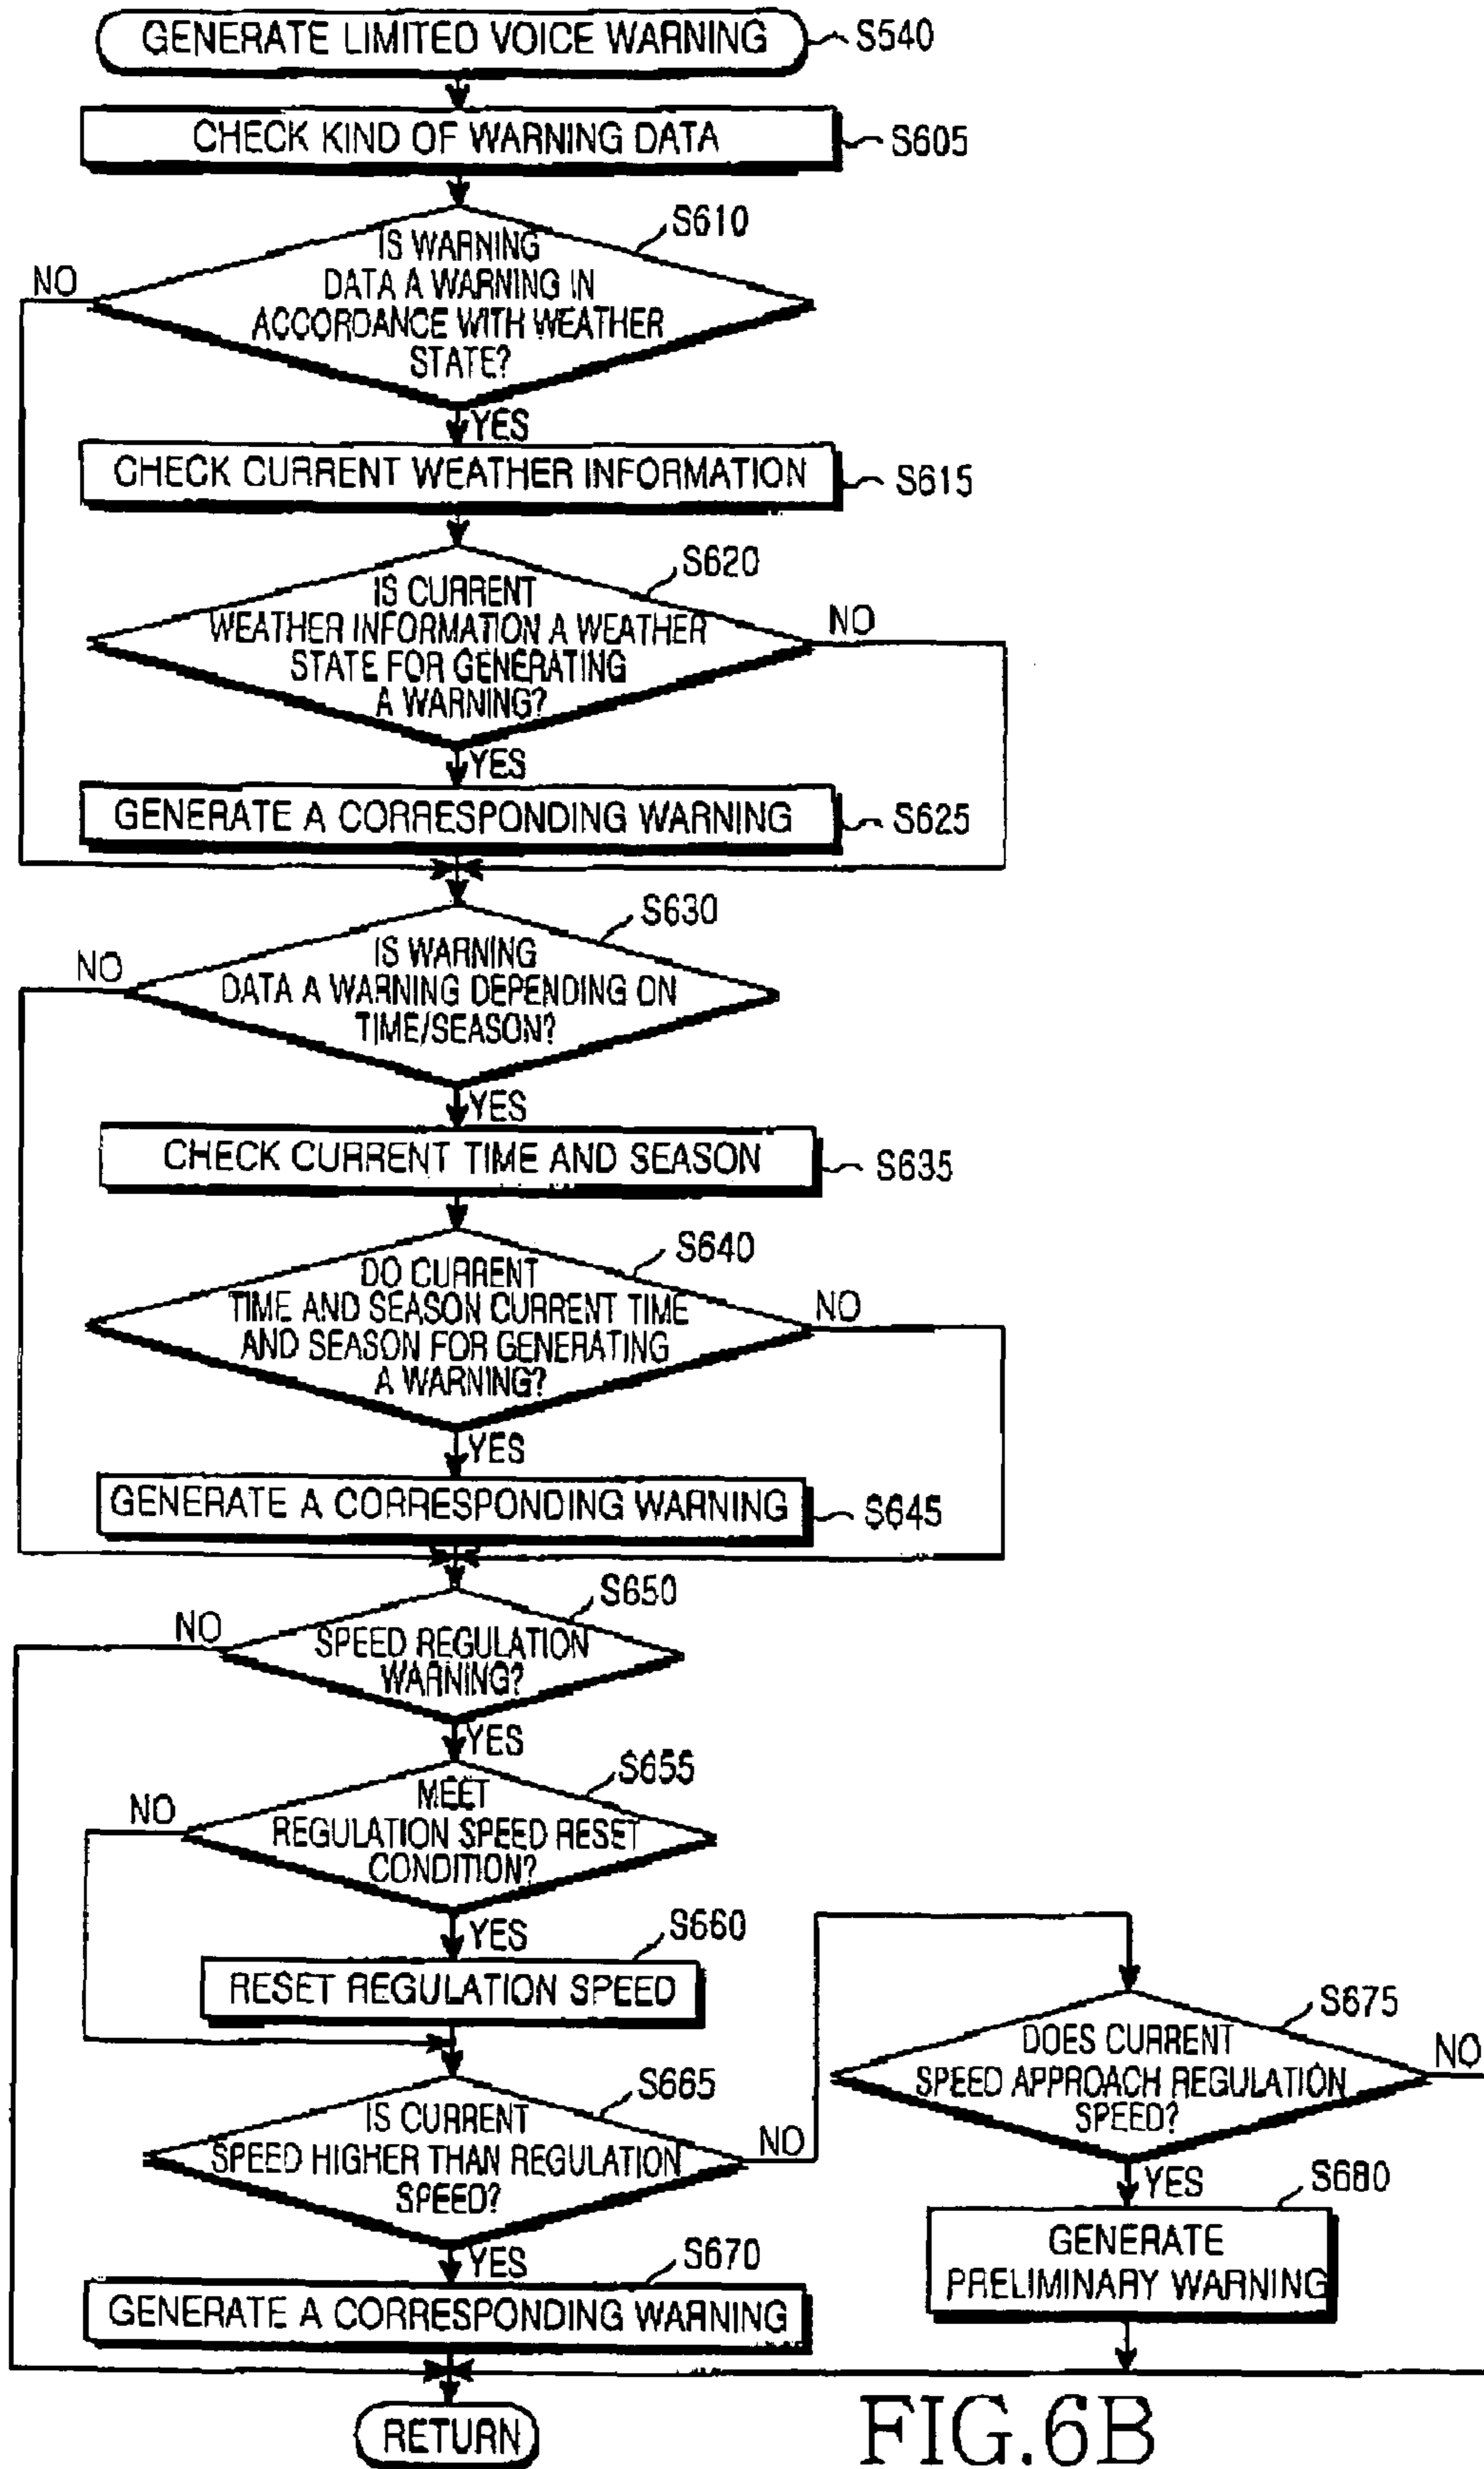 GENERATE LIMITED VOICE WARNING
S540
CHECK KIND OF WARNING DATA
S605
S610
IS WARNING
DATA A WARNING IN
ACCORDANCE WITH WEATHER
STATE?
NO
YES
CHECK CURRENT WEATHER INFORMATION
S615
S620
IS CURRENT
WEATHER INFORMATION A WEATHER
STATE FOR GENERATING
A WARNING?
NO
YES
GENERATE A CORRESPONDING WARNING
S625
S630
IS WARNING
DATA A WARNING DEPENDING ON
TIME/SEASON?
NO
YES
CHECK CURRENT TIME AND SEASON
S635
S640
DO CURRENT
TIME AND SEASON CURRENT TIME
AND SEASON FOR GENERATING
A WARNING?
NO
YES
GENERATE A CORRESPONDING WARNING
S645
S650
NO
SPEED REGULATION
WARNING?
YES
S655
NO
MEET
REGULATION SPEED RESET
CONDITION?
YES
S660
RESET REGULATION SPEED
S665
IS CURRENT
SPEED HIGHER THAN REGULATION
SPEED?
NO
YES
S670
GENERATE A CORRESPONDING WARNING
S675
DOES CURRENT
SPEED APPROACH REGULATION
SPEED?
NO
YES
S680
GENERATE
PRELIMINARY WARNING
RETURN
FIG.6B